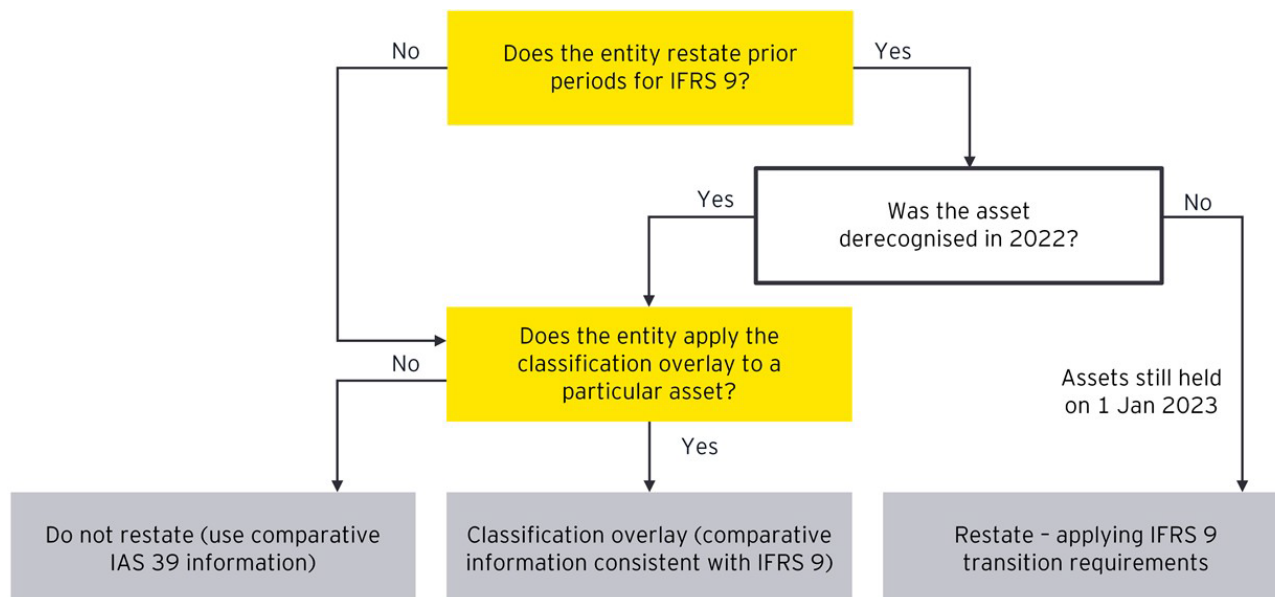 No
Does the entity restate prior
periods for IFRS 9?
Yes
Yes
Was the asset
derecognised in 2022?
No
Does the entity apply the
classification overlay to a
particular asset?
No
Assets still held
on 1 Jan 2023
Yes
Do not restate (use comparative
IAS 39 information)
Classification overlay (comparative
information consistent with IFRS 9)
Restate – applying IFRS 9
transition requirements